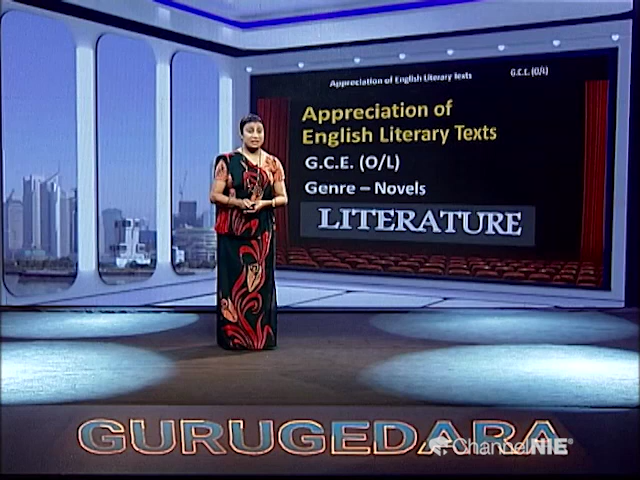 Appreciation of English Literary Texts
G.C.E. (O/L)
Appreciation of
English Literary Texts
G.C.E. (O/L)
Genre – Novels
LITERATURE
GURUGEDARA
ChannelNIE